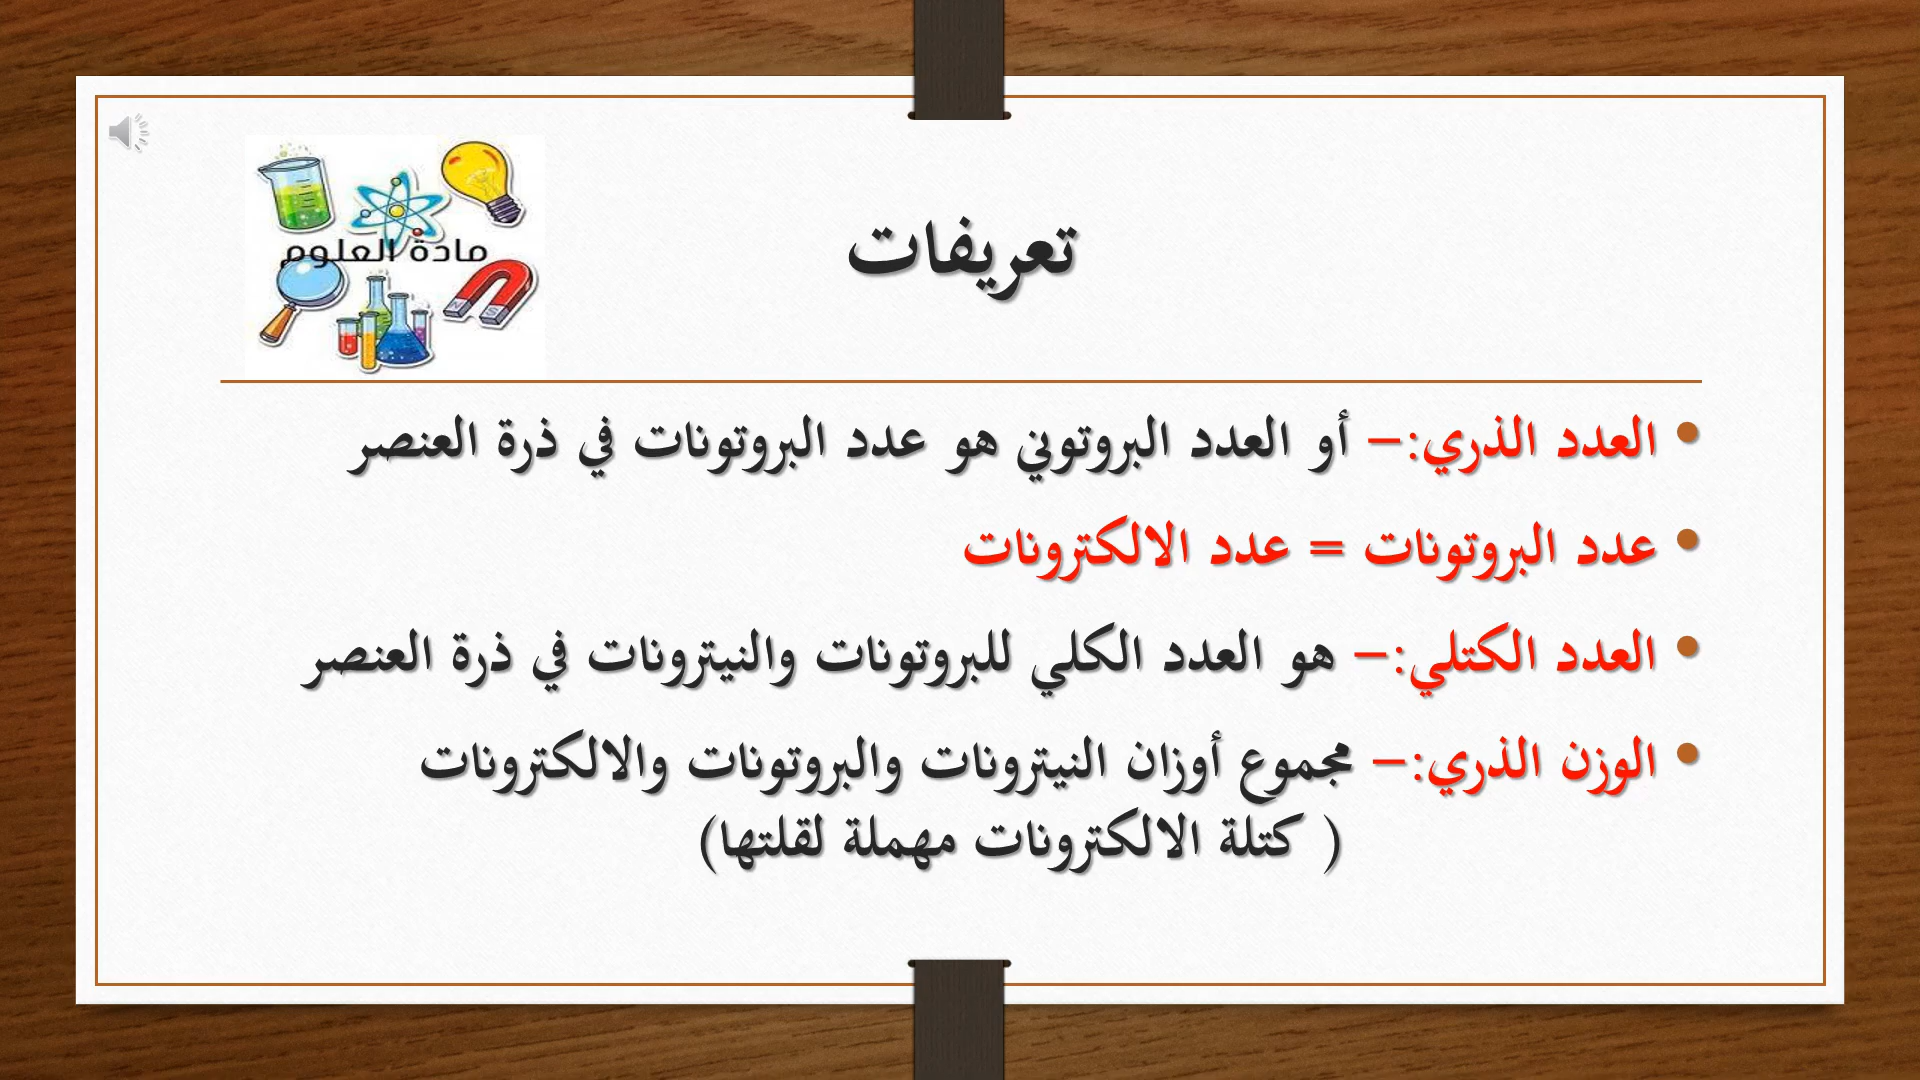 مادة العلوم
تعريفات
• العدد الذري:- أو العدد البروتوني هو عدد البروتونات في ذرة العنصر
• عدد البروتونات = عدد الالكترونات
• العدد الكتلي:- هو العدد الكلي للبروتونات والنيترونات في ذرة العنصر
• الوزن الذري:- مجموع أوزان النيترونات والبروتونات والالكترونات
( كتلة الالكترونات مهملة لقلتها)